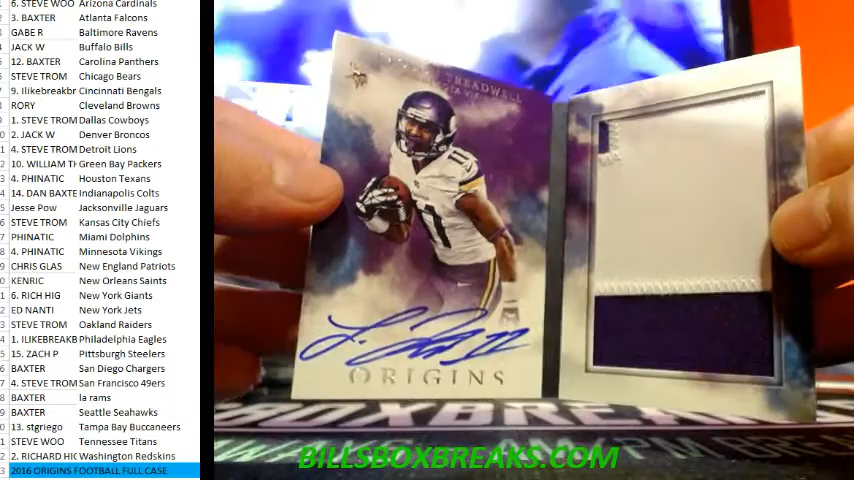 6. STEVE WOO Arizona Cardinals
3. BAXTER Atlanta Falcons
GABE R Baltimore Ravens
JACK W Buffalo Bills
12. BAXTER Carolina Panthers
STEVE TROM Chicago Bears
9. Ilikebreakbr Cincinnati Bengals
RORY Cleveland Browns
1. STEVE TROM Dallas Cowboys
2. JACK W Denver Broncos
4. STEVE TROM Detroit Lions
10. WILLIAM TH Green Bay Packers
4. PHINATIC Houston Texans
14. DAN BAXTE Indianapolis Colts
Jesse Pow Jacksonville Jaguars
STEVE TROM Kansas City Chiefs
PHINATIC Miami Dolphins
4. PHINATIC Minnesota Vikings
CHRIS GLAS New England Patriots
KENRIC New Orleans Saints
6. RICH HIG New York Giants
ED NANTI New York Jets
STEVE TROM Oakland Raiders
1. ILIKEBREAKB Philadelphia Eagles
15. ZACH P Pittsburgh Steelers
BAXTER San Diego Chargers
4. STEVE TROM San Francisco 49ers
BAXTER la rams
BAXTER Seattle Seahawks
13. stgriego Tampa Bay Buccaneers
STEVE WOO Tennessee Titans
2. RICHARD HIG Washington Redskins
2016 ORIGINS FOOTBALL FULL CASE
TREADWELL
11
ORIGINS
BOXBREAKS
BILLSBOXBREAKS.COM